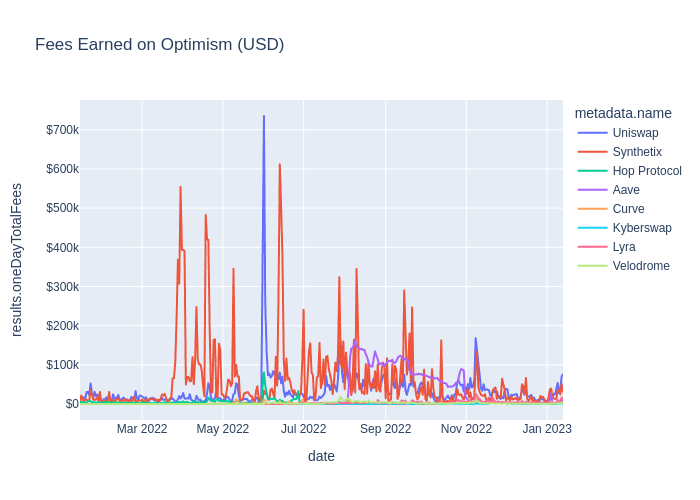 Fees Earned on Optimism (USD)
metadata.name
Uniswap
Synthetix
Hop Protocol
Aave
Curve
Kyberswap
Lyra
Velodrome
results.oneDayTotalFees
$700k
$600k
$500k
$400k
$300k
$200k
$100k
$0
Mar 2022
May 2022
Jul 2022
Sep 2022
Nov 2022
Jan 2023
date